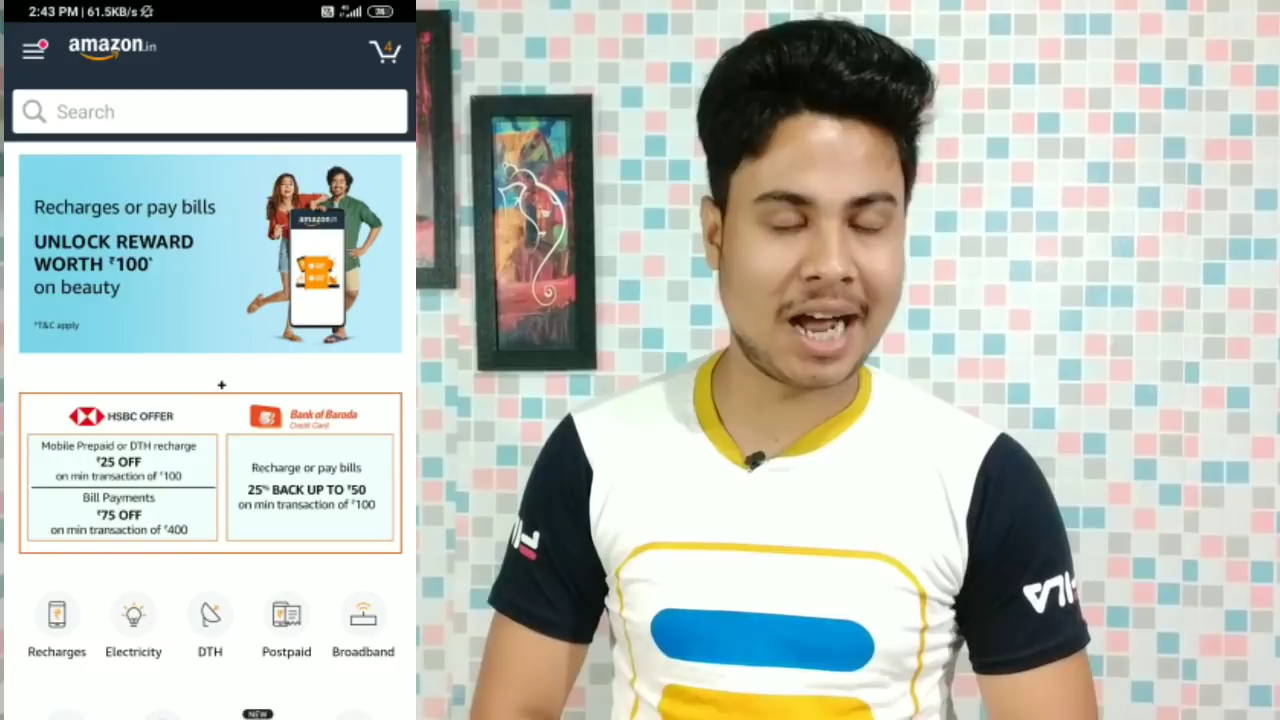 2:43 PM | 61.5KB/s
amazon.in
4
Search
Recharges or pay bills
UNLOCK REWARD
WORTH ₹100*
on beauty
*T&C apply
amazon.in
+
HSBC OFFER
Mobile Prepaid or DTH recharge
₹25 OFF
on min transaction of ₹100
Bill Payments
₹75 OFF
on min transaction of ₹400
Bank of Baroda
Credit Card
Recharge or pay bills
25% BACK UP TO ₹50
on min transaction of ₹100
Recharges
Electricity
DTH
Postpaid
Broadband
NEW